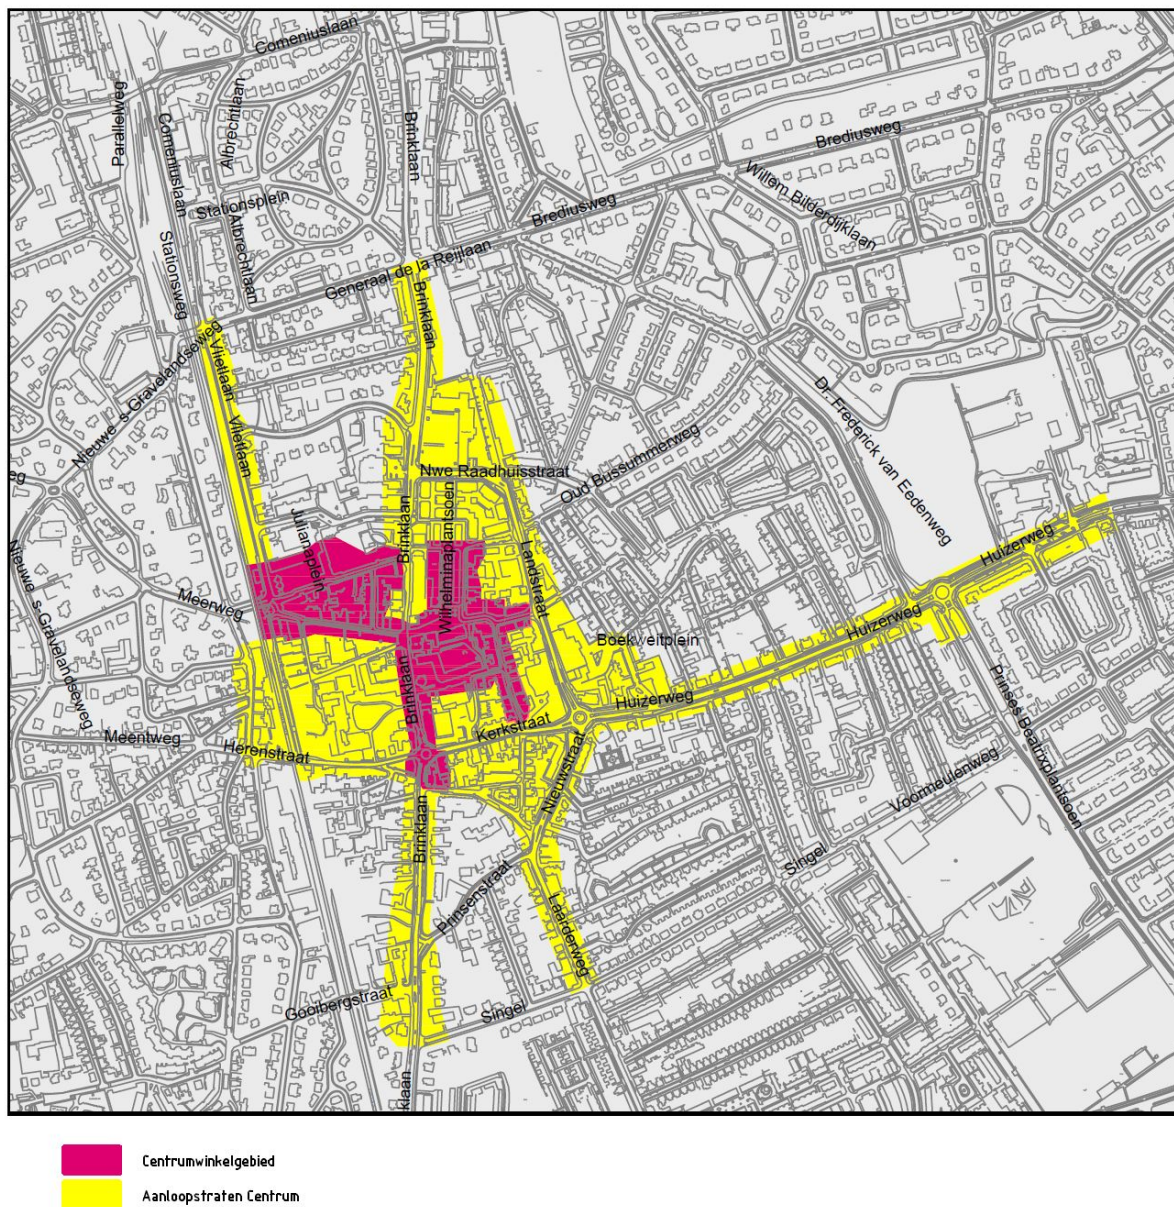 Comeniuslaan
Parallelweg
Comeniuslaan
Albrechtlaan
Brinklaan
Brediusweg
Willem Bilderdijklaan
Stationsplein
Albrechtlaan
Brediusweg
Stationsweg
Generaal de la Reijlaan
Brinklaan
Nieuwe 's Gravelandseweg
Vlietlaan
Vlietlaan
Dr. Frederick van Eedenweg
eg
Nwe Raadhuisstraat
Oud Bussummerweg
Brinklaan
Wilhelminaplantsoen
Julianaplein
Landstraat
Huizerweg
Nieuwe 's Gravelandseweg
Meerweg
Huizerweg
Boekweitplein
Brinklaan
Huizerweg
Prinses Beatrixplantsoen
Meentweg
Herenstraat
Kerkstraat
Nieuwstraat
Voormeulenweg
Brinklaan
Singel
Prinsenstraat
Laarderweg
Gooibergstraat
Singel
klaan
Centrumwinkelgebied
Aanloopstraten Centrum